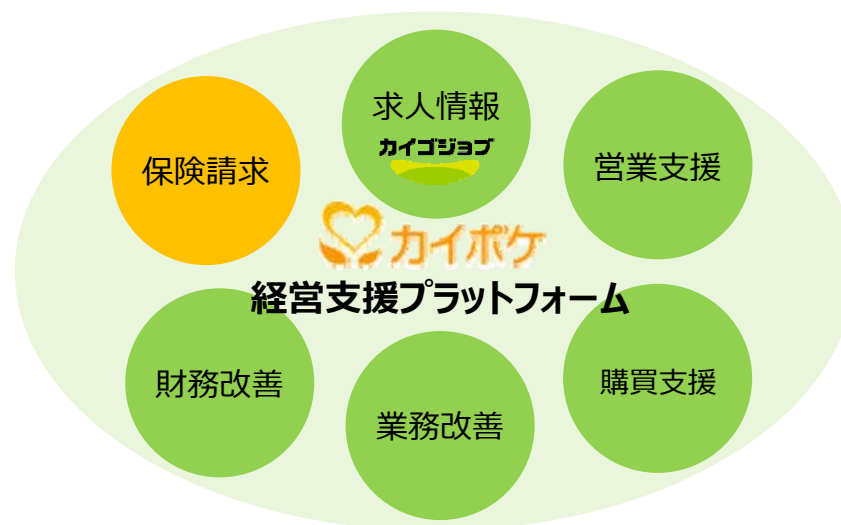 求人情報
カイゴジョブ
保険請求
営業支援
カイポケ
経営支援プラットフォーム
財務改善
業務改善
購買支援